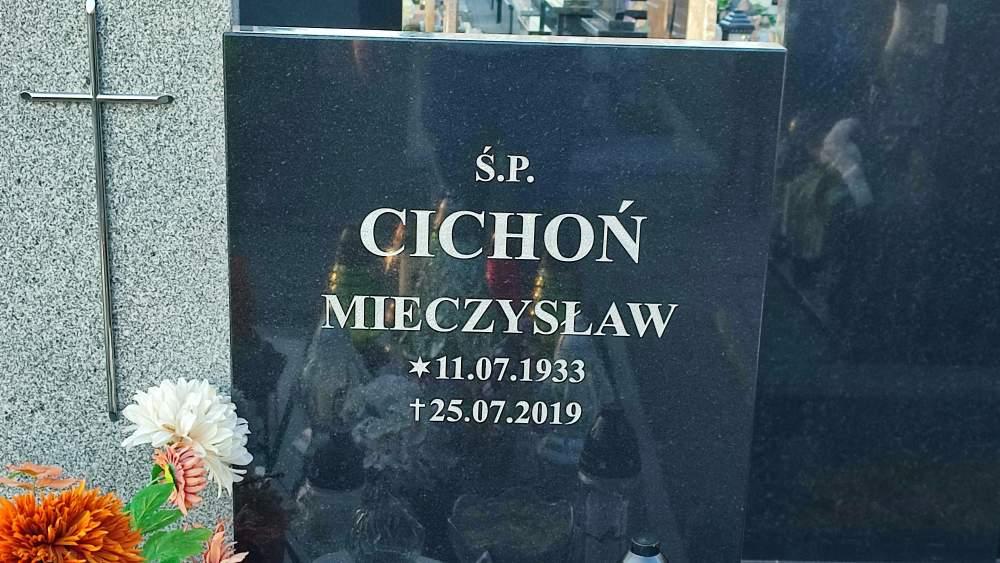 Ś.P.
CICHOŃ
MIECZYSŁAW
✶11.07.1933
✝25.07.2019